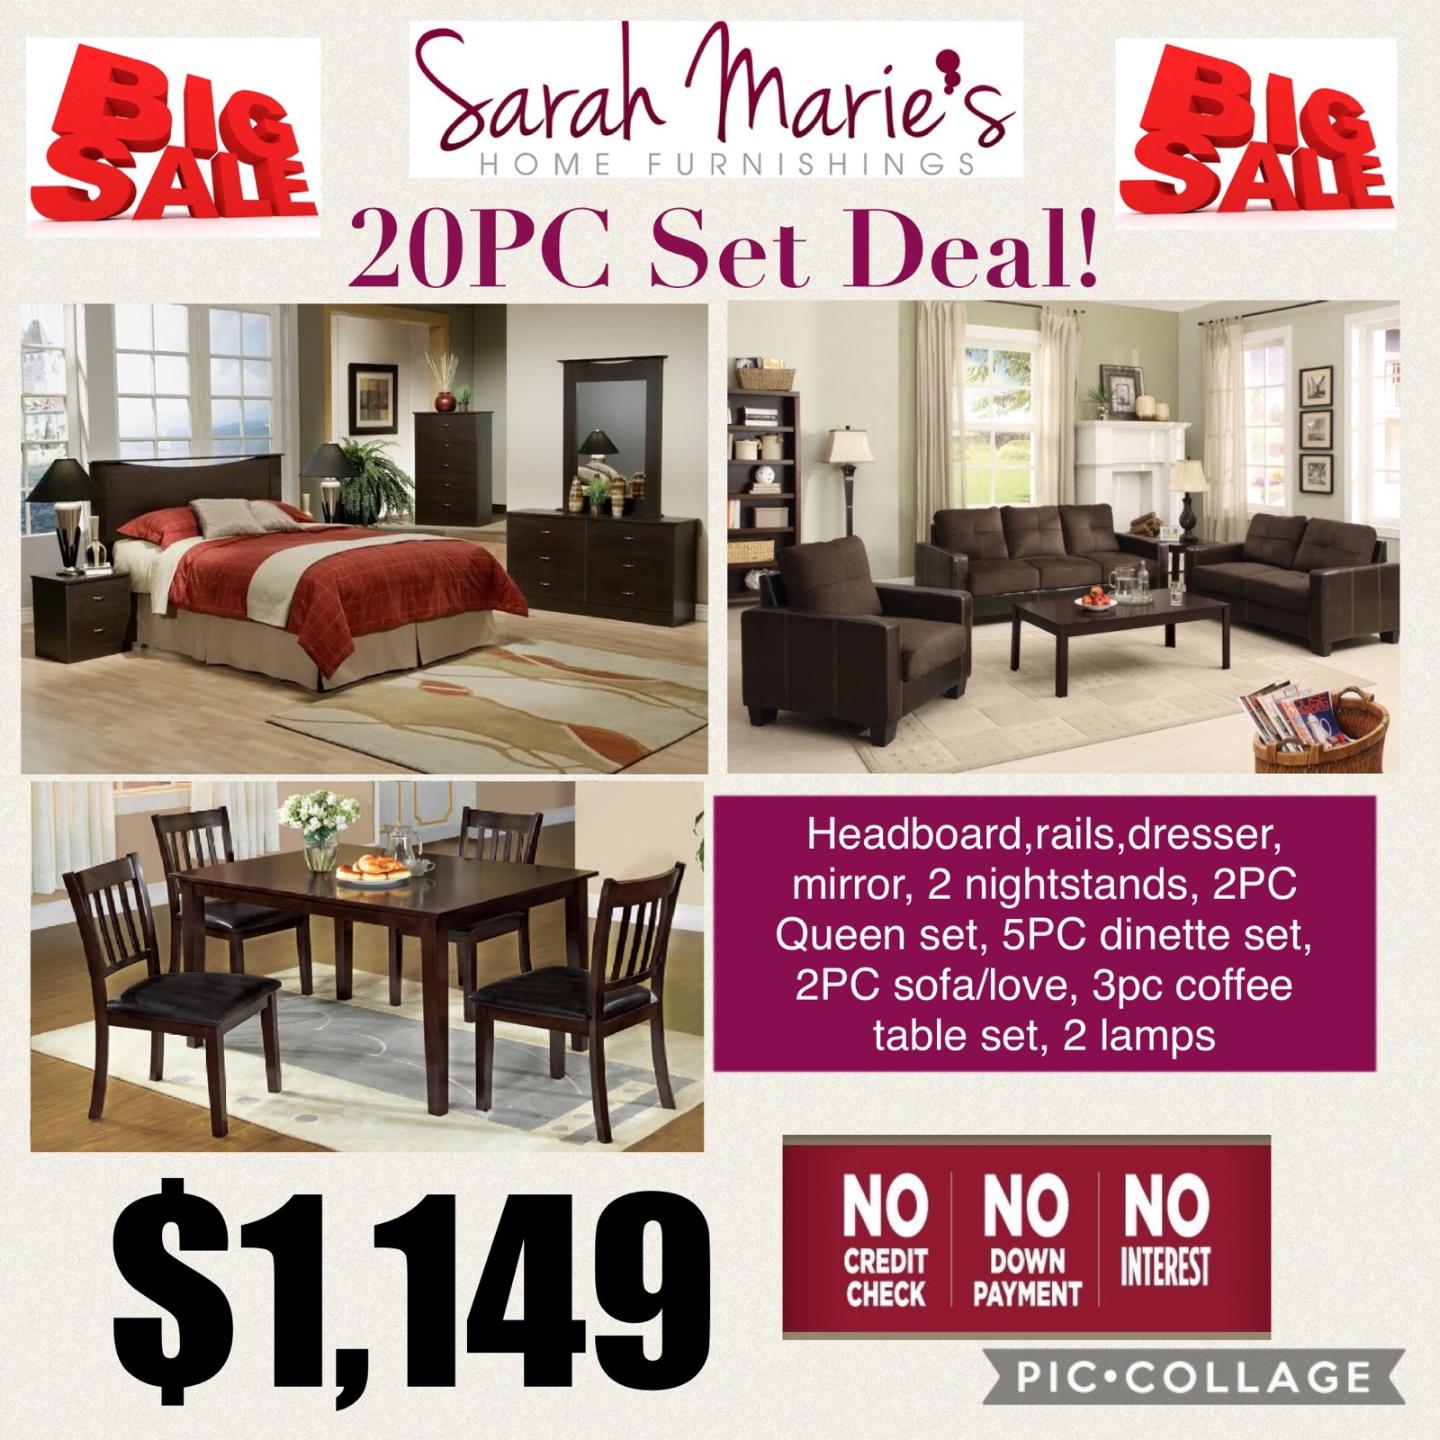 BIG
SALE
Sarah Marie's
HOME FURNISHINGS
BIG
SALE
20PC Set Deal!
Headboard,rails,dresser,
mirror, 2 nightstands, 2PC
Queen set, 5PC dinette set,
2PC sofa/love, 3pc coffee
table set, 2 lamps
$1,149
NO
CREDIT
CHECK
NO
DOWN
PAYMENT
NO
INTEREST
PIC•COLLAGE